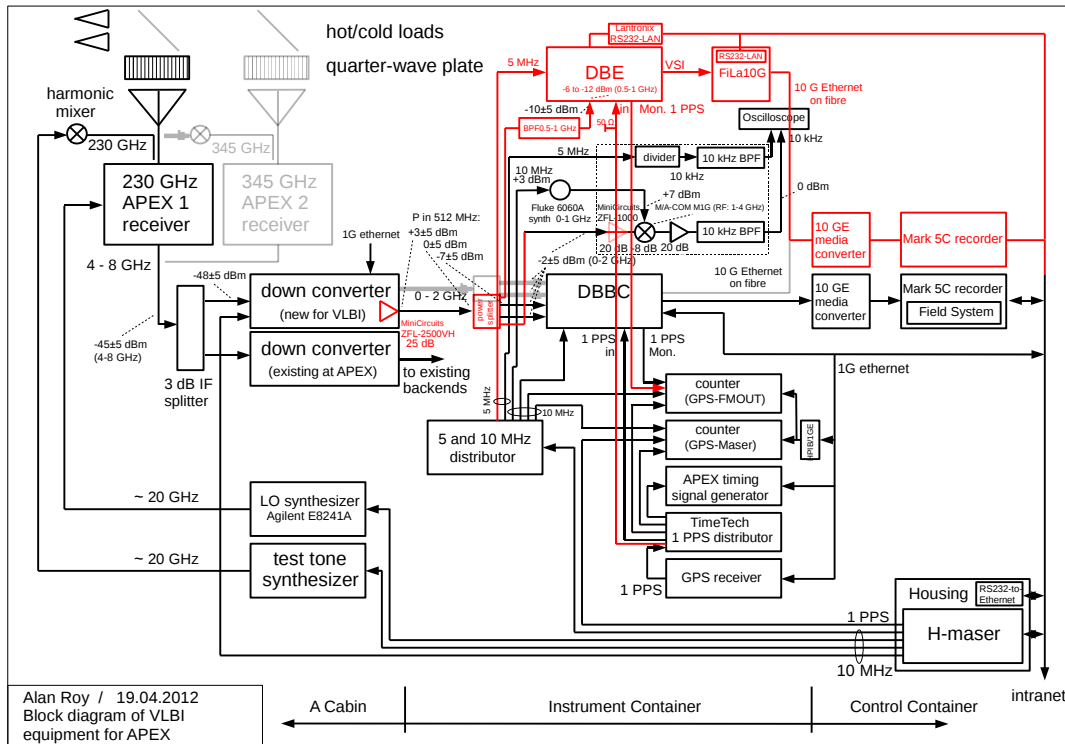 hot/cold loads
quarter-wave plate
harmonic
mixer
230 GHz
345 GHz
230 GHz
APEX 1
receiver
345 GHz
APEX 2
receiver
4 - 8 GHz
-48±5 dBm
-45±5 dBm
(4-8 GHz)
3 dB IF
splitter
1G ethernet
down converter
(new for VLBI)
down converter
(existing at APEX)
to existing
backends
P in 512 MHz:
+3±5 dBm
0±5 dBm
-7±5 dBm
0 - 2 GHz
MiniCircuits
ZFL-2500VH
25 dB
power
splitter
-2±5 dBm (0-2 GHz)
Lantronix
RS232-LAN
5 MHz
DBE
-6 to -12 dBm (0.5-1 GHz)
-10±5 dBm
in
Mon. 1 PPS
BPF0.5-1 GHz
50 Ω
VSI
RS232-LAN
FiLa10G
10 G Ethernet
on fibre
Oscilloscope
10 kHz
5 MHz
divider
10 kHz
10 kHz BPF
10 MHz
+3 dBm
Fluke 6060A
synth 0-1 GHz
+7 dBm
MiniCircuits
ZFL-1000
M/A-COM M1G (RF: 1-4 GHz)
20 dB
-8 dB
20 dB
10 kHz BPF
0 dBm
DBBC
10 G Ethernet
on fibre
1 PPS
in
1 PPS
Mon.
10 GE
media
converter
Mark 5C recorder
10 GE
media
converter
Mark 5C recorder
Field System
1G ethernet
5 MHz
10 MHz
5 and 10 MHz
distributor
counter
(GPS-FMOUT)
counter
(GPS-Maser)
HPIB/1GE
APEX timing
signal generator
TimeTech
1 PPS distributor
GPS receiver
1 PPS
~ 20 GHz
LO synthesizer
Agilent E8241A
~ 20 GHz
test tone
synthesizer
Housing
RS232-to-
Ethernet
H-maser
1 PPS
10 MHz
intranet
Alan Roy / 19.04.2012
Block diagram of VLBI
equipment for APEX
A Cabin
Instrument Container
Control Container